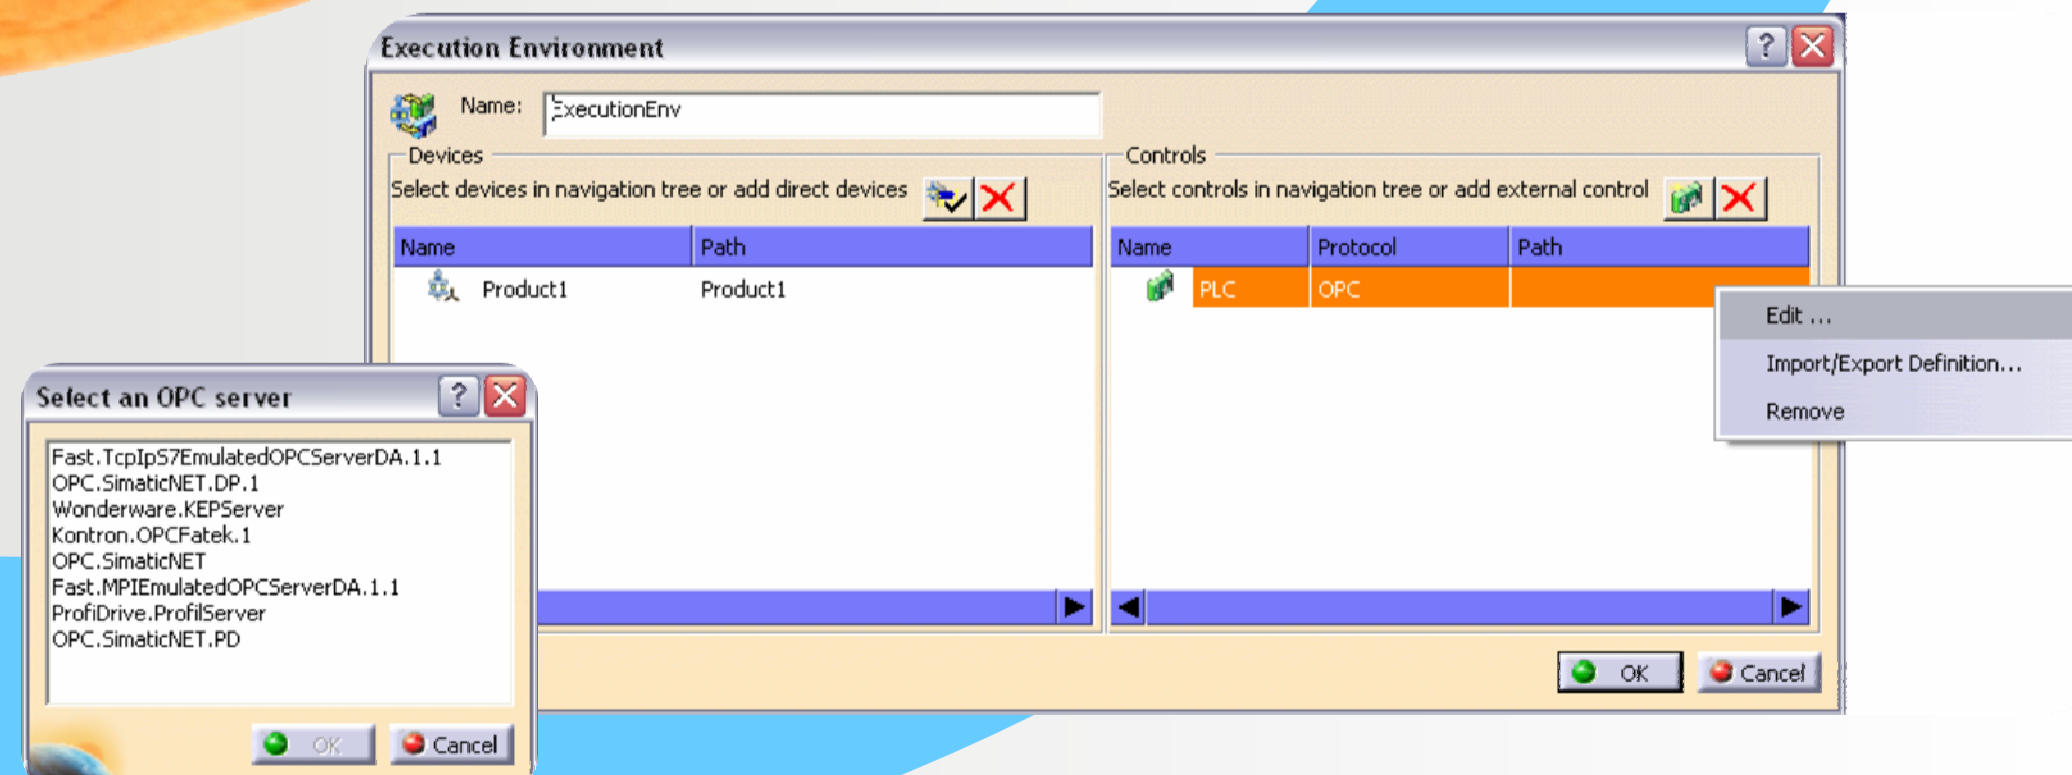 Execution Environment
?
Name:
ExecutionEnv
Devices
Select devices in navigation tree or add direct devices
Name
Path
Product1
Product1
Controls
Select controls in navigation tree or add external control
Name
Protocol
Path
PLC
OPC
Edit ...
Import/Export Definition...
Remove
OK
Cancel
Select an OPC server
?
Fast.TcpIpS7EmulatedOPCServerDA.1.1
OPC.SimaticNET.DP.1
Wonderware.KEPServer
Kontron.OPCFatek.1
OPC.SimaticNET
Fast.MPIEmulatedOPCServerDA.1.1
ProfiDrive.ProfilServer
OPC.SimaticNET.PD
OK
Cancel